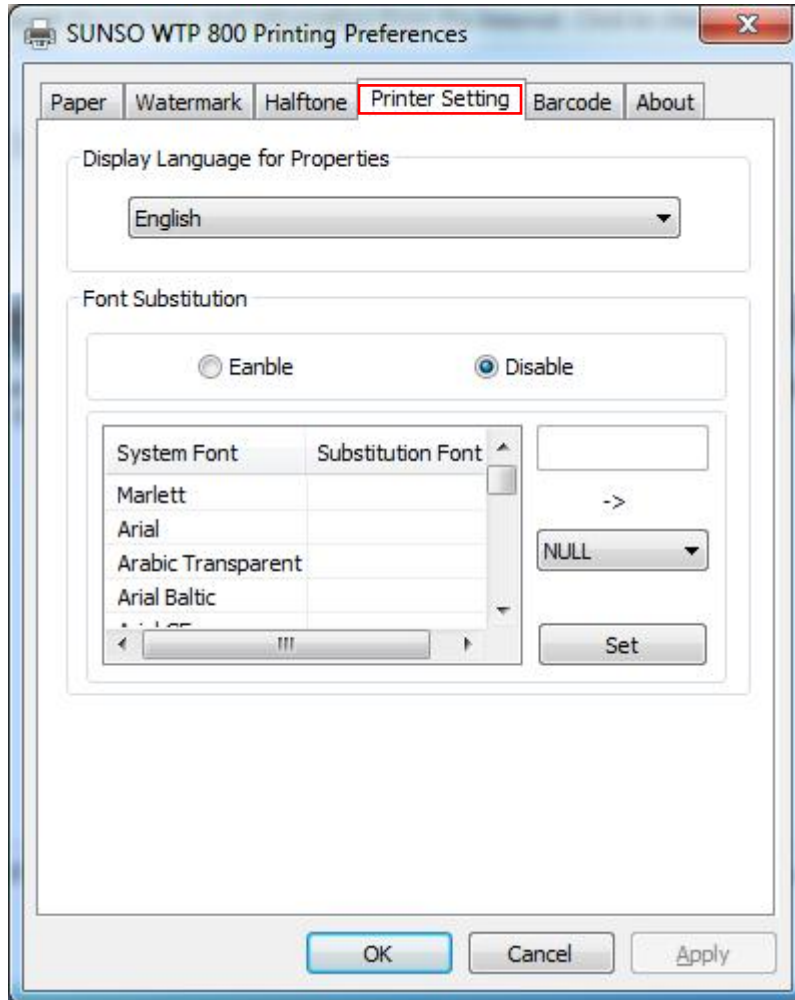 SUNSO WTP 800 Printing Preferences
Paper Watermark Halftone Printer Setting Barcode About
Display Language for Properties
English
Font Substitution
Eanble Disable
System Font Substitution Font
Marlett
->
Arial
Arabic Transparent NULL
Arial Baltic
Set
OK Cancel Apply